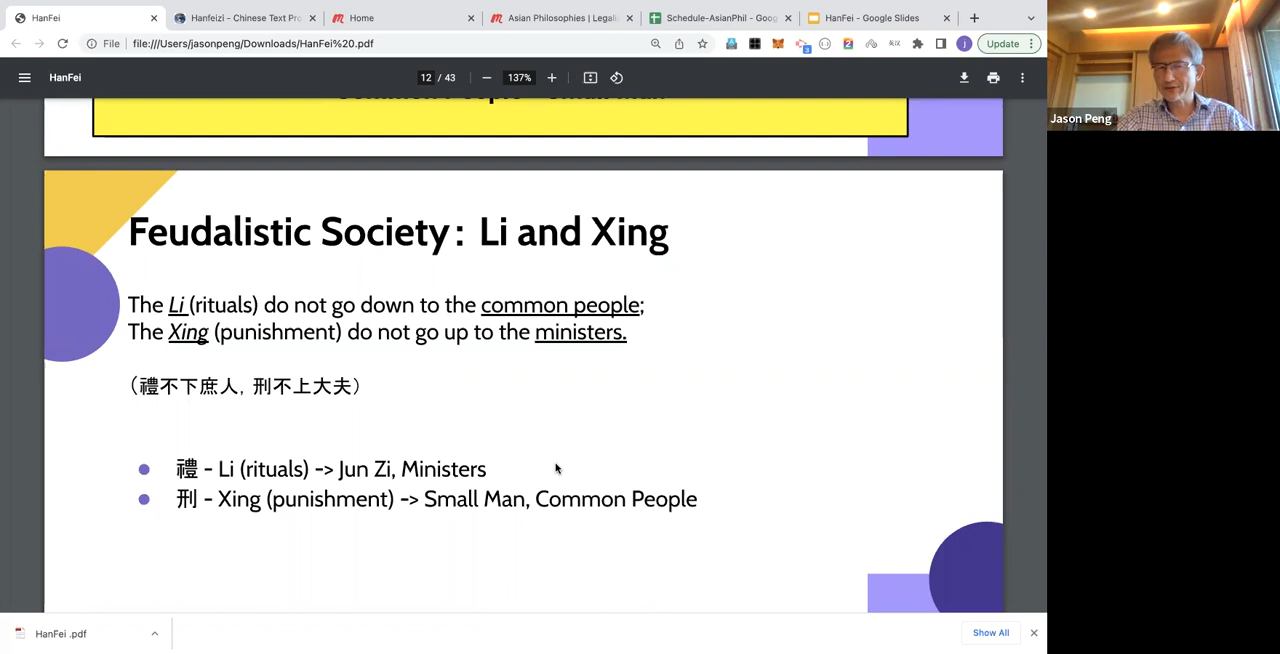 HanFei
Hanfeizi - Chinese Text Pro
Home
Asian Philosophies | Legali
Schedule-AsianPhil - Goog
HanFei - Google Slides
File
file:///Users/jasonpeng/Downloads/HanFei%20.pdf
Update
HanFei
12 / 43
137%
Jason Peng
Feudalistic Society: Li and Xing
The Li (rituals) do not go down to the common people;
The Xing (punishment) do not go up to the ministers.
(禮不下庶人, 刑不上大夫)
禮 - Li (rituals) -> Jun Zi, Ministers
刑 - Xing (punishment) -> Small Man, Common People
HanFei .pdf
Show All